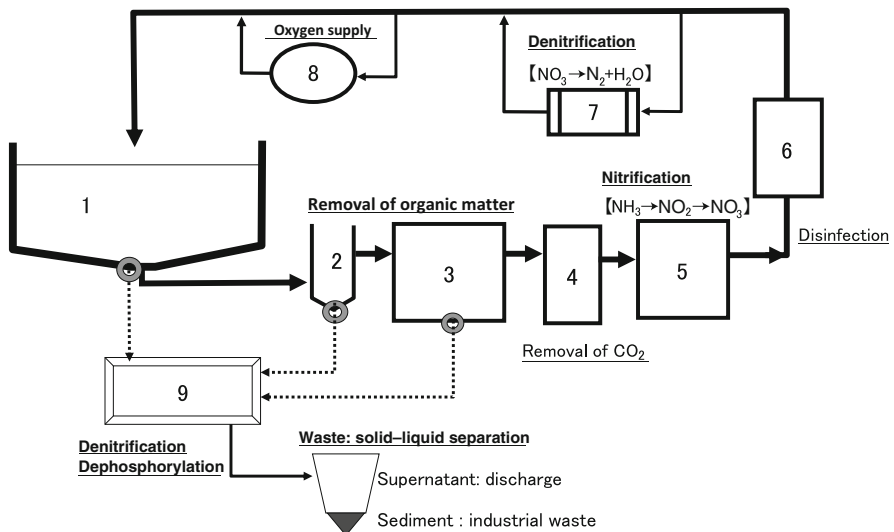 Oxygen supply
8
Denitrification
【NO₃→N₂+H₂O】
7
6
1
Removal of organic matter
Nitrification
【NH₃→NO₂→NO₃】
Disinfection
2
3
4
5
Removal of CO₂
9
Denitrification
Dephosphorylation
Waste: solid–liquid separation
Supernatant: discharge
Sediment : industrial waste